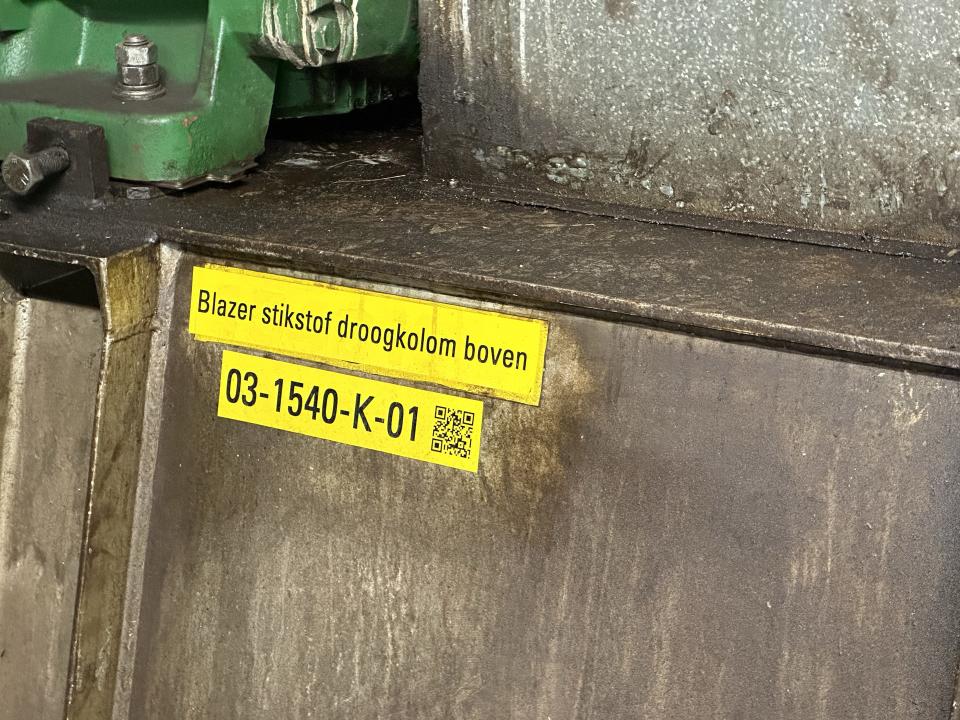 Blazer stikstof droogkolom boven
03-1540-K-01